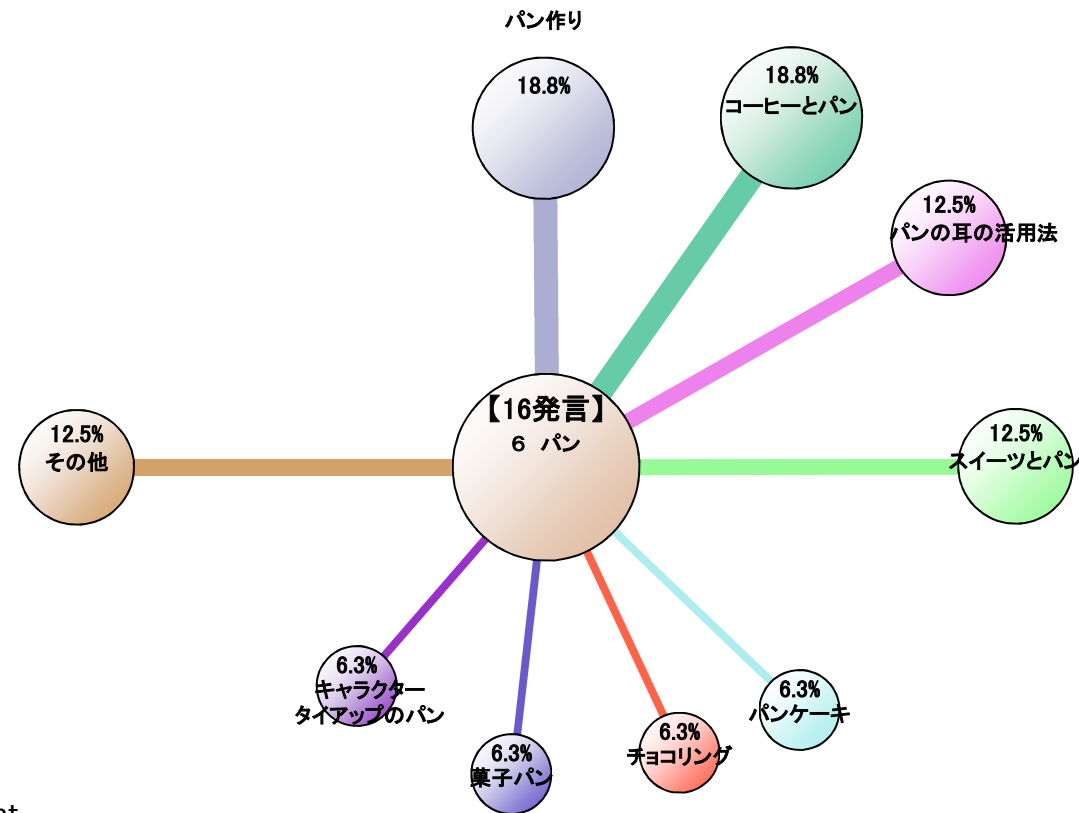 パン作り
18.8%
18.8%
コーヒーとパン
12.5%
パンの耳の活用法
【16発言】
６ パン
12.5%
スイーツとパン
12.5%
その他
6.3%
キャラクター
タイアップのパン
6.3%
菓子パン
6.3%
チョコリング
6.3%
パンケーキ